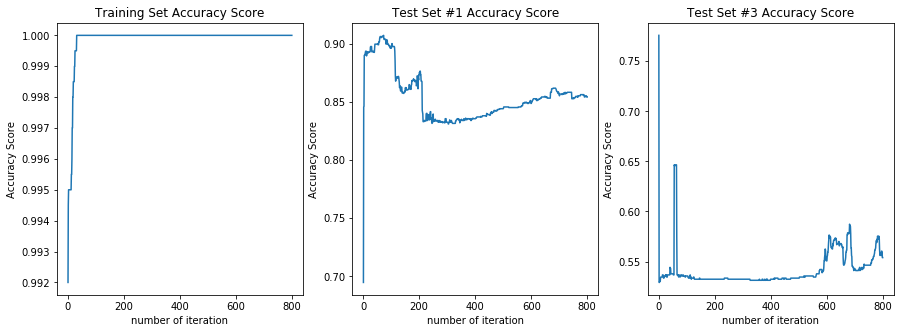 Training Set Accuracy Score
Accuracy Score
1.000
0.999
0.998
0.997
0.996
0.995
0.994
0.993
0.992
0 200 400 600 800
number of iteration
Test Set #1 Accuracy Score
Accuracy Score
0.90
0.85
0.80
0.75
0.70
0 200 400 600 800
number of iteration
Test Set #3 Accuracy Score
Accuracy Score
0.75
0.70
0.65
0.60
0.55
0 200 400 600 800
number of iteration